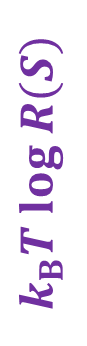 k_B T log R(S)